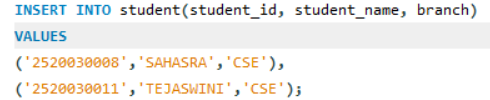 INSERT INTO student(student_id, student_name, branch)
VALUES
('2520030008','SAHASRA','CSE'),
('2520030011','TEJASWINI','CSE');